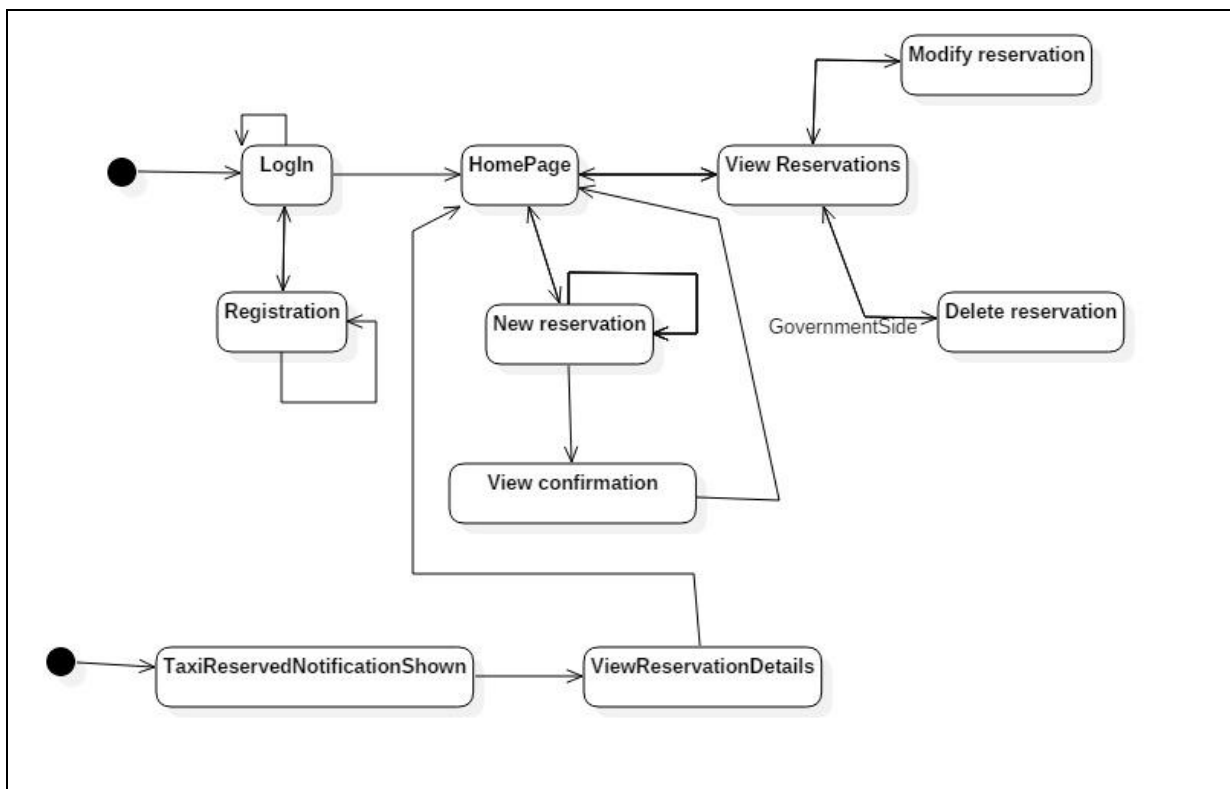 Modify reservation
LogIn
HomePage
View Reservations
Registration
New reservation
Delete reservation
GovernmentSide
View confirmation
TaxiReservedNotificationShown
ViewReservationDetails